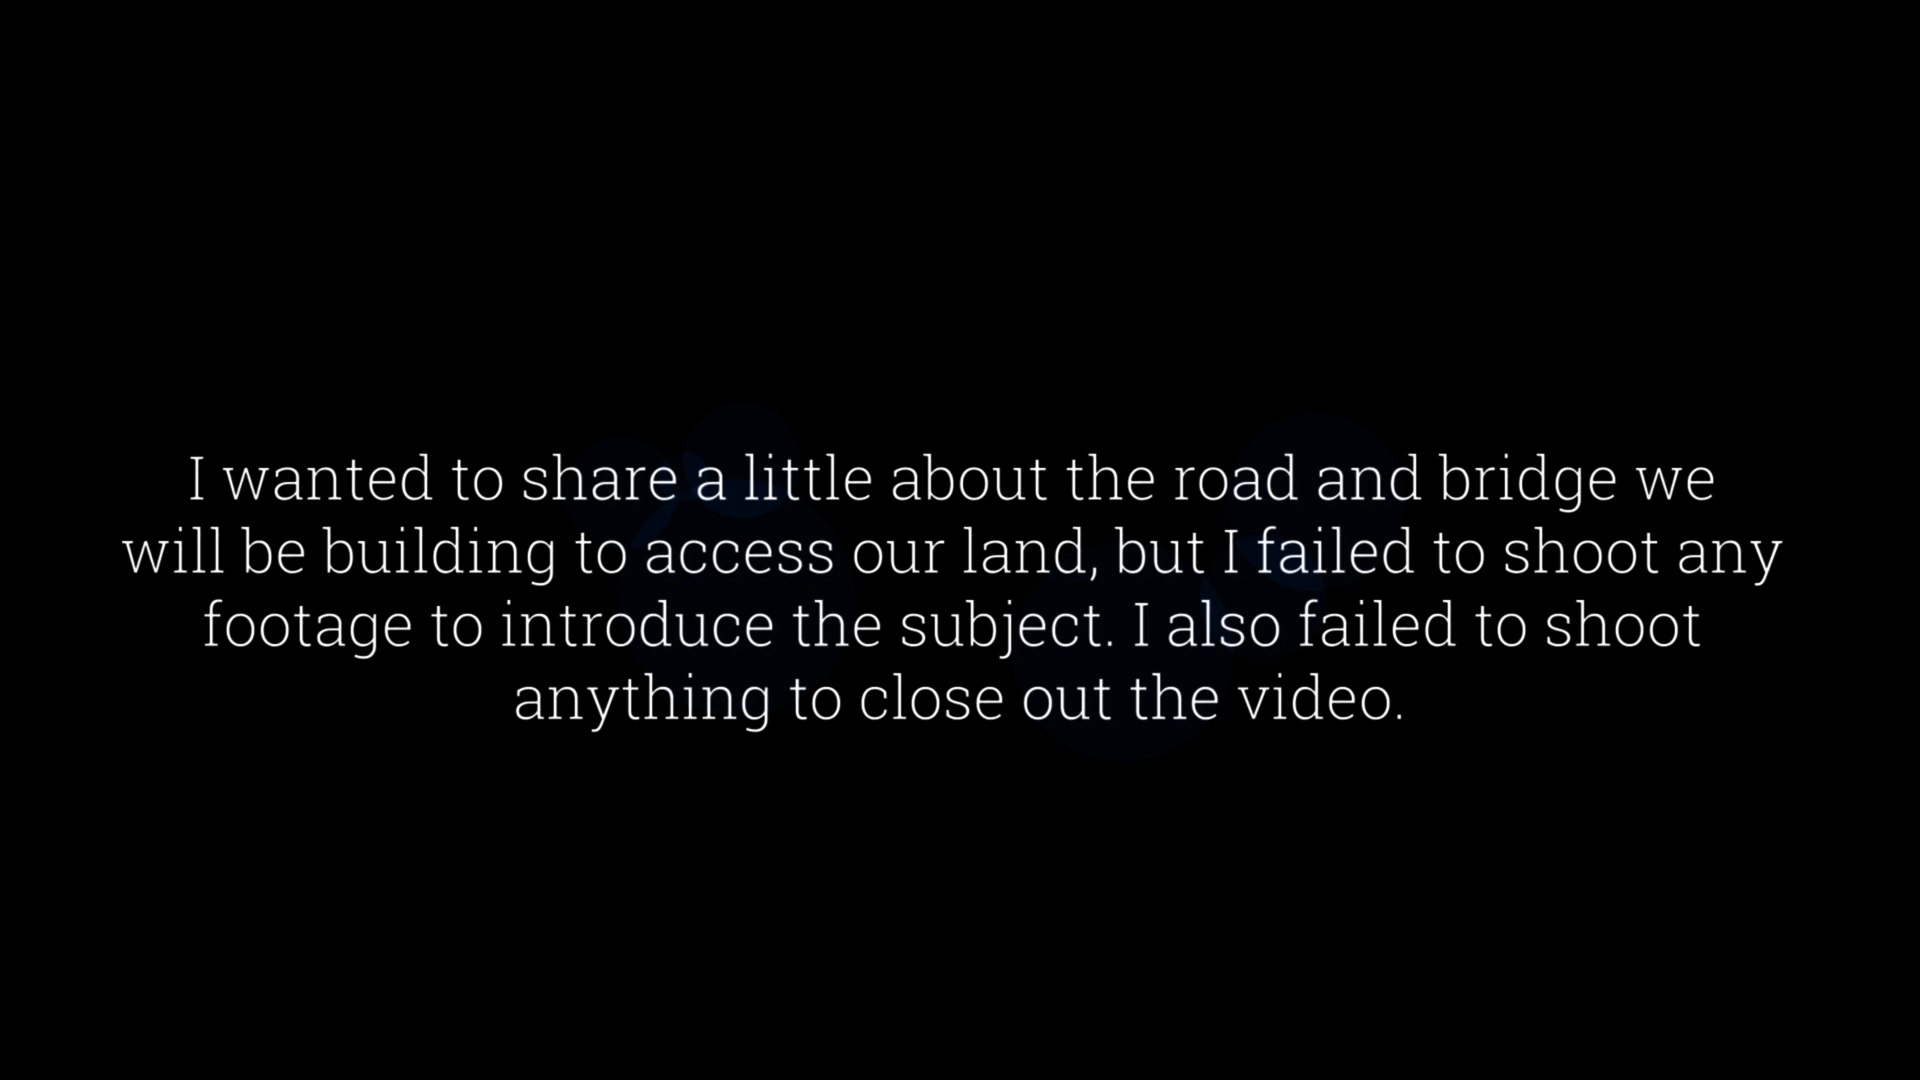 I wanted to share a little about the road and bridge we
will be building to access our land, but I failed to shoot any
footage to introduce the subject. I also failed to shoot
anything to close out the video.